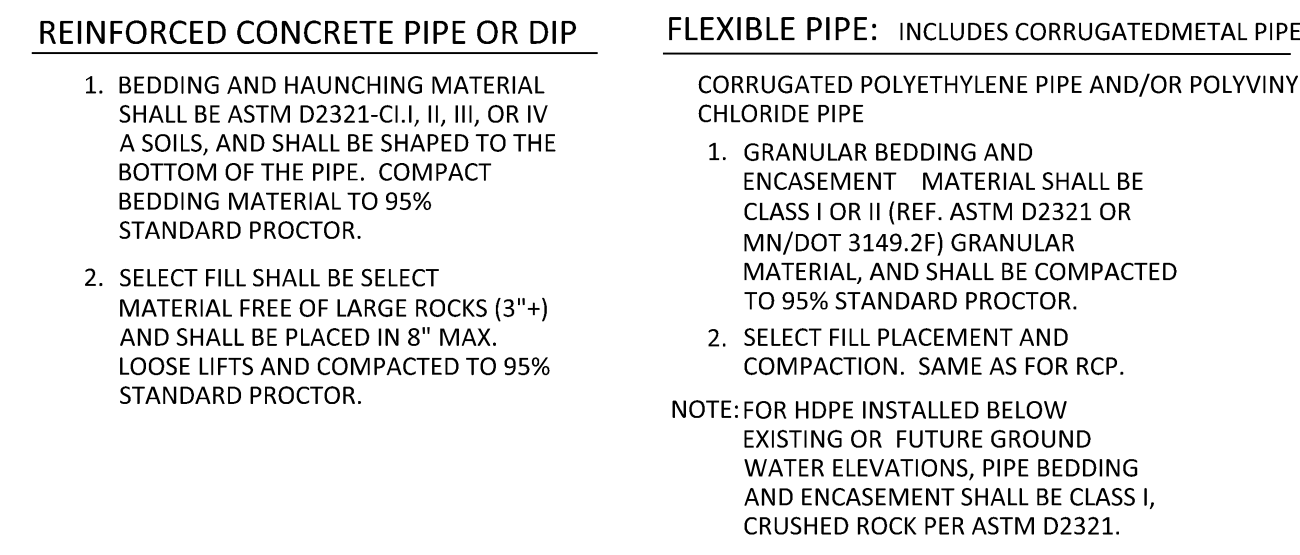 REINFORCED CONCRETE PIPE OR DIP
1. BEDDING AND HAUNCHING MATERIAL
SHALL BE ASTM D2321-Cl.I, II, III, OR IV
A SOILS, AND SHALL BE SHAPED TO THE
BOTTOM OF THE PIPE. COMPACT
BEDDING MATERIAL TO 95%
STANDARD PROCTOR.
2. SELECT FILL SHALL BE SELECT
MATERIAL FREE OF LARGE ROCKS (3"+)
AND SHALL BE PLACED IN 8" MAX.
LOOSE LIFTS AND COMPACTED TO 95%
STANDARD PROCTOR.
FLEXIBLE PIPE: INCLUDES CORRUGATEDMETAL PIPE
CORRUGATED POLYETHYLENE PIPE AND/OR POLYVINY
CHLORIDE PIPE
1. GRANULAR BEDDING AND
ENCASEMENT MATERIAL SHALL BE
CLASS I OR II (REF. ASTM D2321 OR
MN/DOT 3149.2F) GRANULAR
MATERIAL, AND SHALL BE COMPACTED
TO 95% STANDARD PROCTOR.
2. SELECT FILL PLACEMENT AND
COMPACTION. SAME AS FOR RCP.
NOTE: FOR HDPE INSTALLED BELOW
EXISTING OR FUTURE GROUND
WATER ELEVATIONS, PIPE BEDDING
AND ENCASEMENT SHALL BE CLASS I,
CRUSHED ROCK PER ASTM D2321.